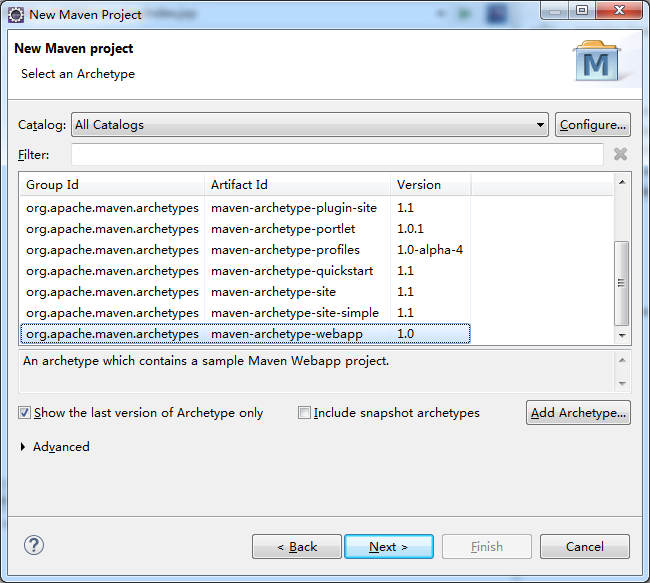 New Maven Project
New Maven project
Select an Archetype
M
Catalog: All Catalogs Configure...
Filter:
Group Id Artifact Id Version
org.apache.maven.archetypes maven-archetype-plugin-site 1.1
org.apache.maven.archetypes maven-archetype-portlet 1.0.1
org.apache.maven.archetypes maven-archetype-profiles 1.0-alpha-4
org.apache.maven.archetypes maven-archetype-quickstart 1.1
org.apache.maven.archetypes maven-archetype-site 1.1
org.apache.maven.archetypes maven-archetype-site-simple 1.1
org.apache.maven.archetypes maven-archetype-webapp 1.0
An archetype which contains a sample Maven Webapp project.
Show the last version of Archetype only Include snapshot archetypes Add Archetype...
Advanced
? < Back Next > Finish Cancel